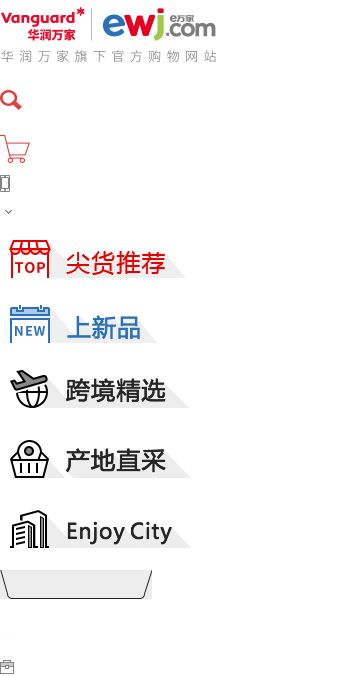 Vanguard
华润万家
ewj e万家
.com
华润万家旗下官方购物网站
TOP 尖货推荐
NEW 上新品
跨境精选
产地直采
Enjoy City